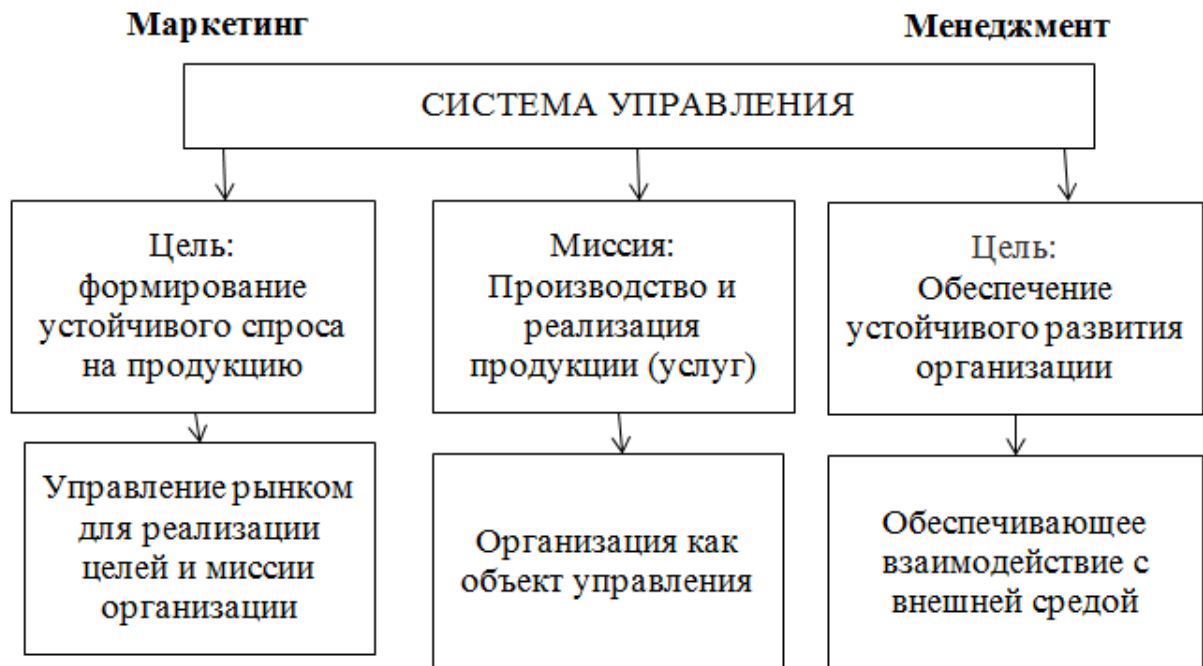 Маркетинг
Менеджмент
СИСТЕМА УПРАВЛЕНИЯ
Цель:
формирование
устойчивого спроса
на продукцию
Миссия:
Производство и
реализация
продукции (услуг)
Цель:
Обеспечение
устойчивого развития
организации
Управление рынком
для реализации
целей и миссии
организации
Организация как
объект управления
Обеспечивающее
взаимодействие с
внешней средой